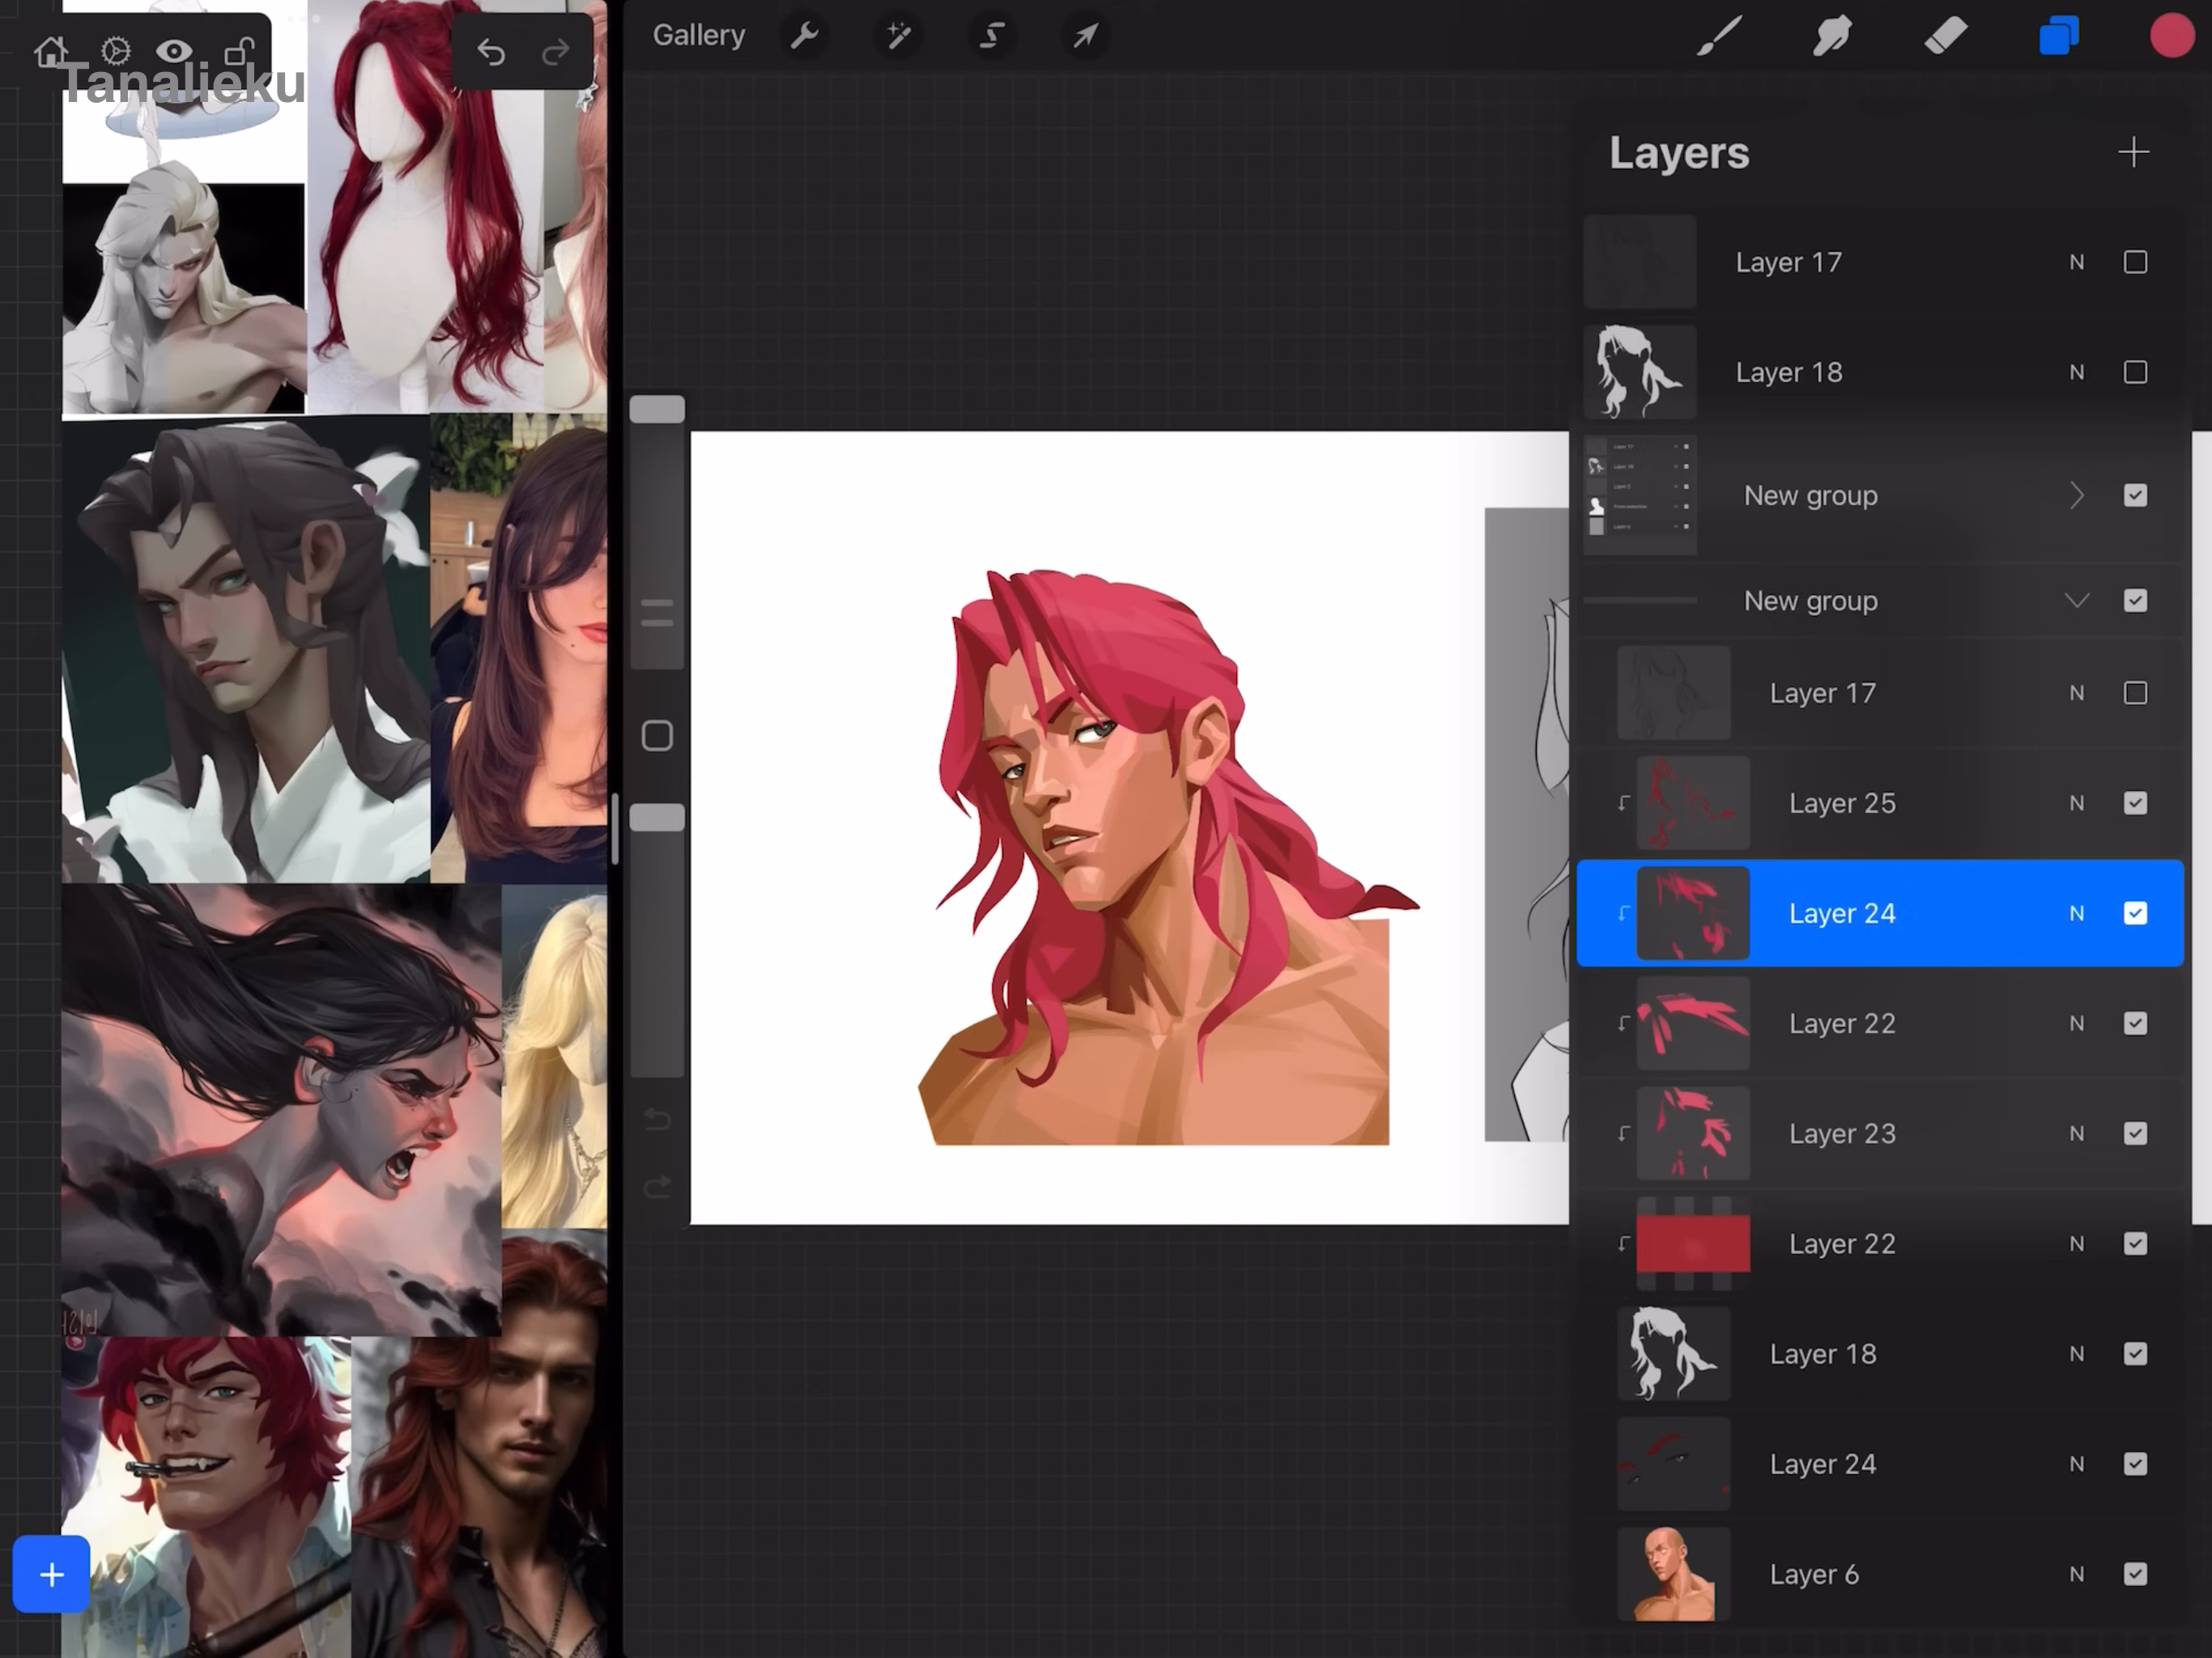 Tanalieku
Gallery
Layers
Layer 17 N
Layer 18 N
New group
New group
Layer 17 N
Layer 25 N
Layer 24 N
Layer 22 N
Layer 23 N
Layer 22 N
Layer 18 N
Layer 24 N
Layer 6 N